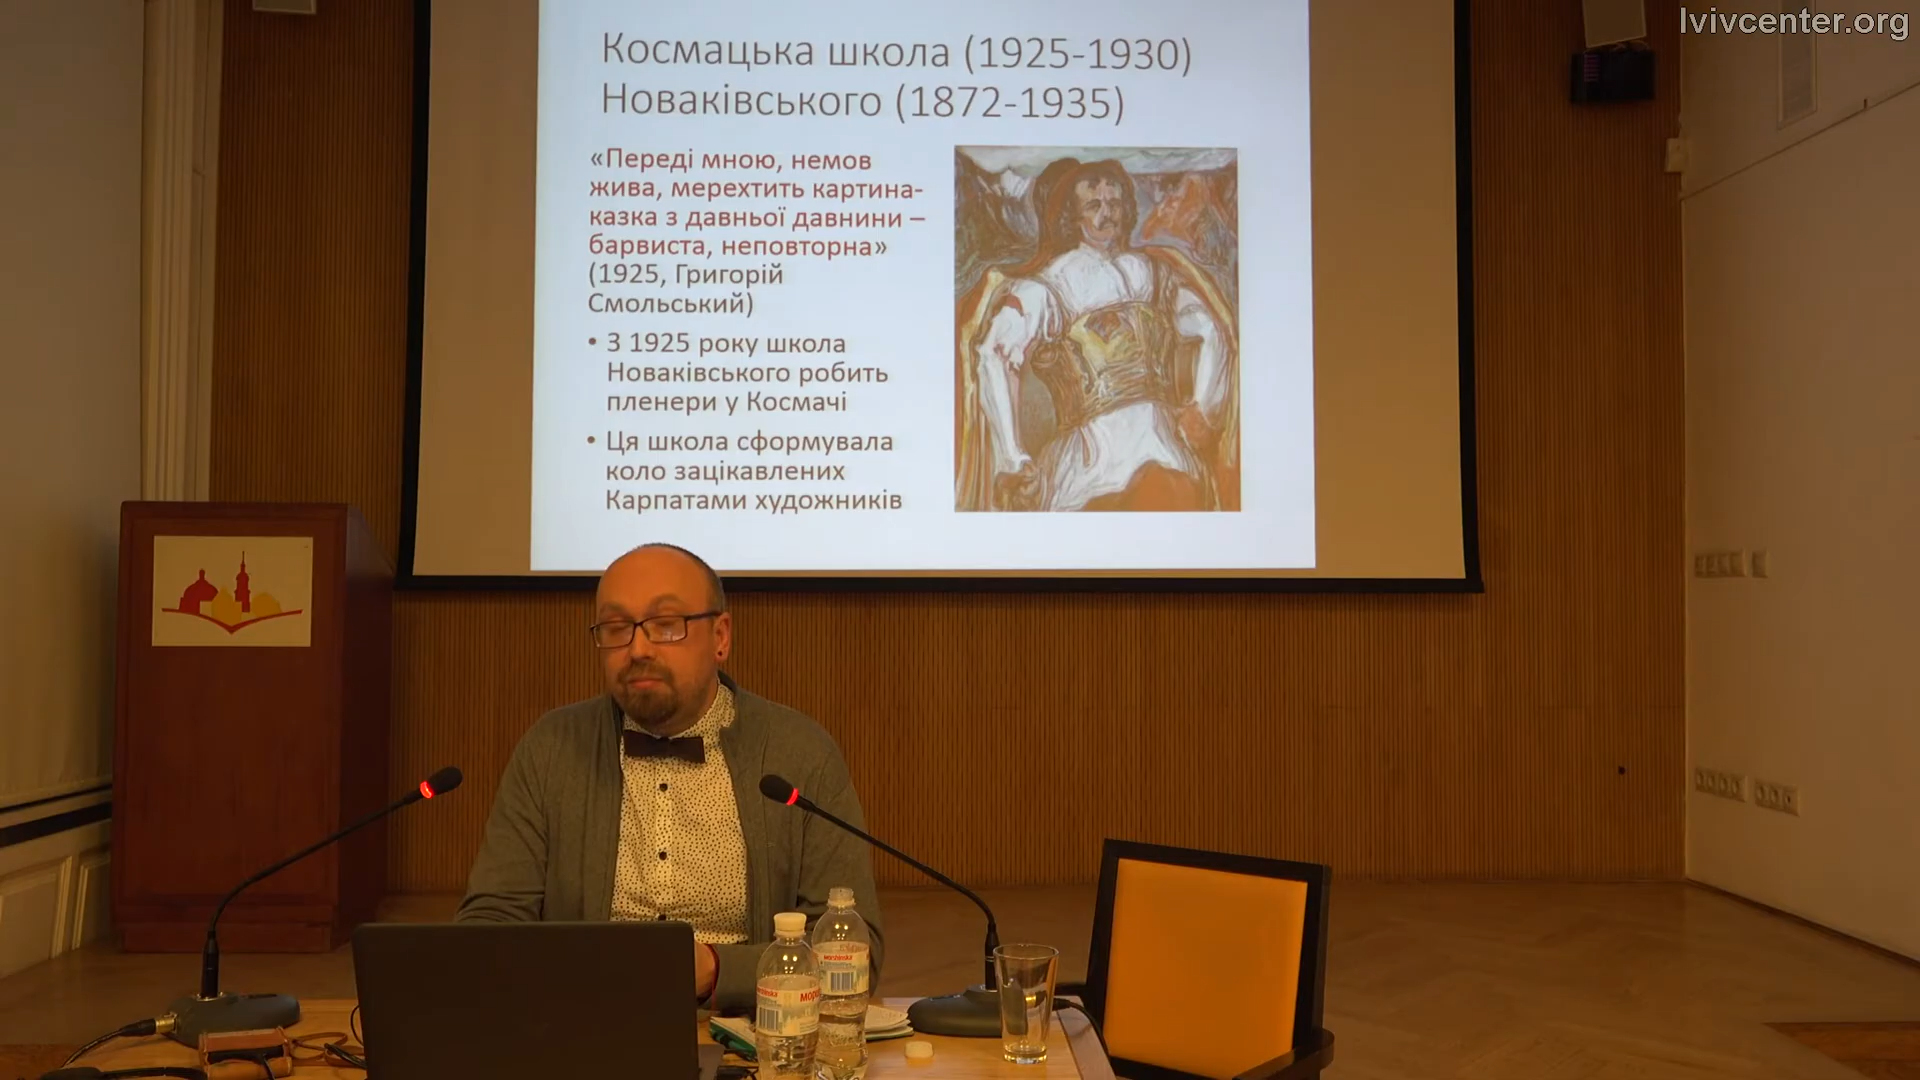 lvivcenter.org
Космацька школа (1925-1930)
Новаківського (1872-1935)
«Переді мною, немов
жива, мерехтить картина-
казка з давньої давнини –
барвиста, неповторна»
(1925, Григорій
Смольський)
• З 1925 року школа
Новаківського робить
пленери у Космачі
• Ця школа сформувала
коло зацікавлених
Карпатами художників